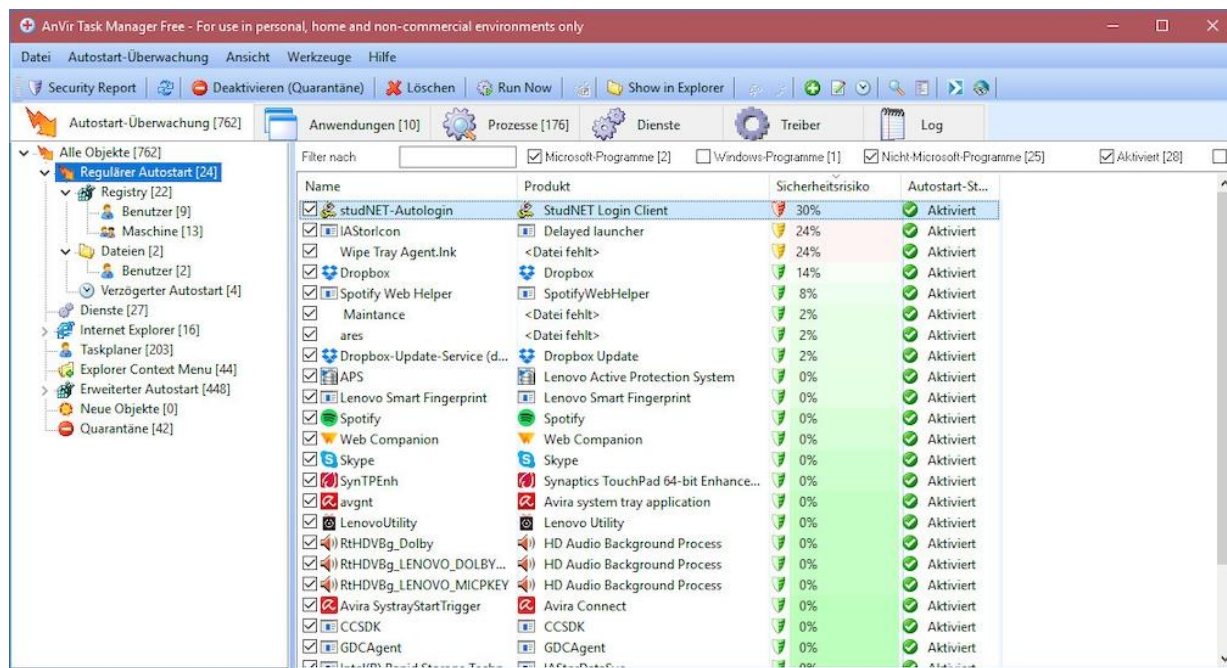 AnVir Task Manager Free - For use in personal, home and non-commercial environments only
Datei Autostart-Überwachung Ansicht Werkzeuge Hilfe
Security Report Deaktivieren (Quarantäne) Löschen Run Now Show in Explorer
Autostart-Überwachung [762] Anwendungen [10] Prozesse [176] Dienste Treiber Log
Alle Objekte [762]
Regulärer Autostart [24]
Registry [22]
Benutzer [9]
Maschine [13]
Dateien [2]
Benutzer [2]
Verzögerter Autostart [4]
Dienste [27]
Internet Explorer [16]
Taskplaner [203]
Explorer Context Menu [44]
Erweiterter Autostart [448]
Neue Objekte [0]
Quarantäne [42]
Filter nach Microsoft-Programme [2] Windows-Programme [1] Nicht-Microsoft-Programme [25] Aktiviert [28]
Name Produkt Sicherheitsrisiko Autostart-St...
studNET-Autologin StudNET Login Client 30% Aktiviert
IAStorIcon Delayed launcher 24% Aktiviert
Wipe Tray Agent.lnk <Datei fehlt> 24% Aktiviert
Dropbox Dropbox 14% Aktiviert
Spotify Web Helper SpotifyWebHelper 8% Aktiviert
Maintance <Datei fehlt> 2% Aktiviert
ares <Datei fehlt> 2% Aktiviert
Dropbox-Update-Service (d... Dropbox Update 2% Aktiviert
APS Lenovo Active Protection System 0% Aktiviert
Lenovo Smart Fingerprint Lenovo Smart Fingerprint 0% Aktiviert
Spotify Spotify 0% Aktiviert
Web Companion Web Companion 0% Aktiviert
Skype Skype 0% Aktiviert
SynTPEnh Synaptics TouchPad 64-bit Enhance... 0% Aktiviert
avgnt Avira system tray application 0% Aktiviert
LenovoUtility Lenovo Utility 0% Aktiviert
RtHDVBg_Dolby HD Audio Background Process 0% Aktiviert
RtHDVBg_LENOVO_DOLBY... HD Audio Background Process 0% Aktiviert
RtHDVBg_LENOVO_MICPKEY HD Audio Background Process 0% Aktiviert
Avira SystrayStartTrigger Avira Connect 0% Aktiviert
CCSDK CCSDK 0% Aktiviert
GDCAgent GDCAgent 0% Aktiviert